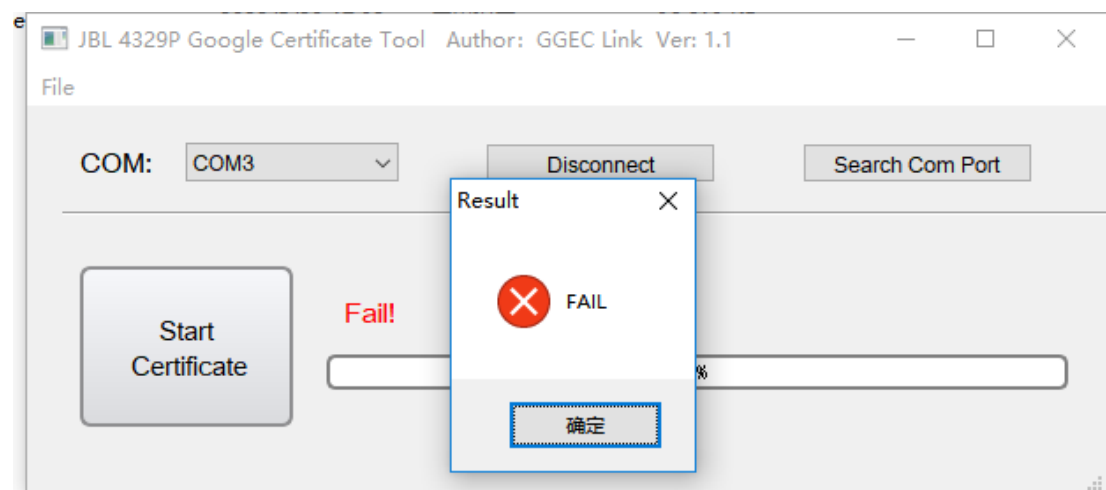 JBL 4329P Google Certificate Tool Author: GGEC Link Ver: 1.1
File
COM:
COM3
Disconnect
Search Com Port
Result
FAIL
Start
Certificate
Fail!
%
确定